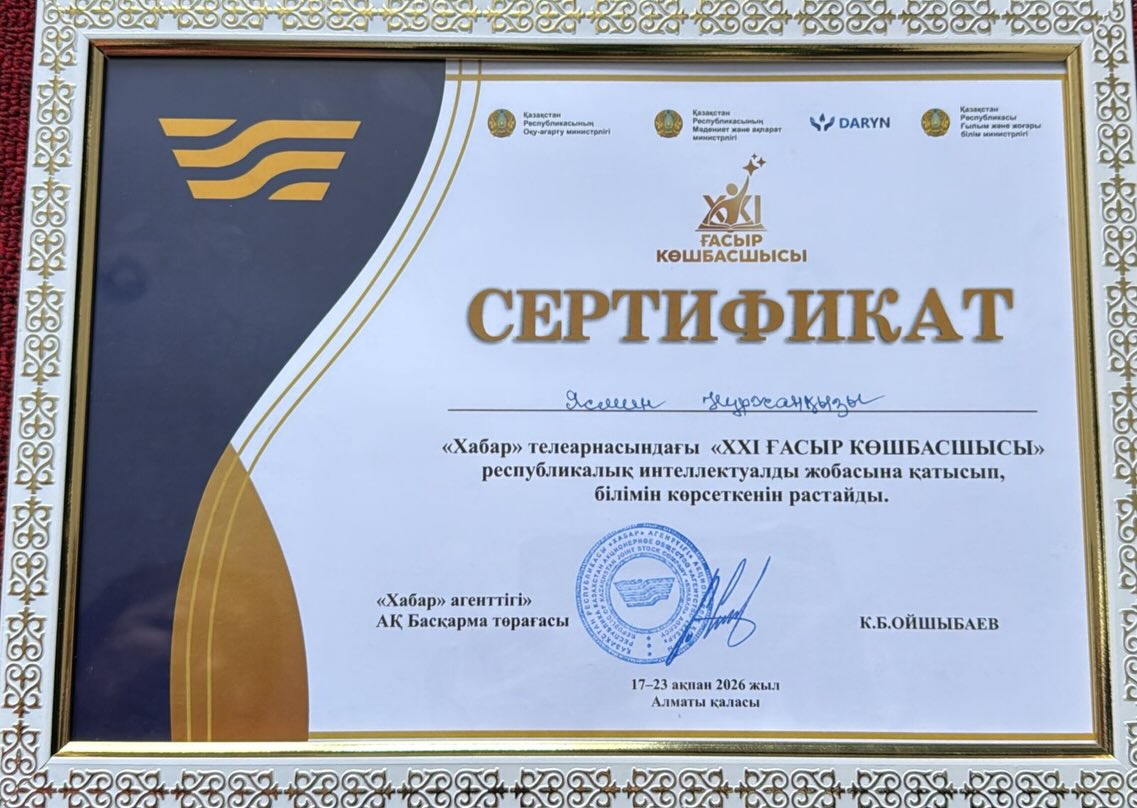 Қазақстан
Республикасының
Оқу-ағарту министрлігі
Қазақстан
Республикасының
Мәдениет және ақпарат
министрлігі
DARYN
Қазақстан
Республикасы
Ғылым және жоғары
білім министрлігі
XXI
ҒАСЫР
КӨШБАСШЫСЫ
СЕРТИФИКАТ
Ясмин Нұрханқызы
«Хабар» телеарнасындағы «XXI ҒАСЫР КӨШБАСШЫСЫ»
республикалық интеллектуалды жобасына қатысып,
білімін көрсеткенін растайды.
«Хабар» агенттігі»
АҚ Басқарма төрағасы
К.Б.ОЙШЫБАЕВ
17–23 ақпан 2026 жыл
Алматы қаласы